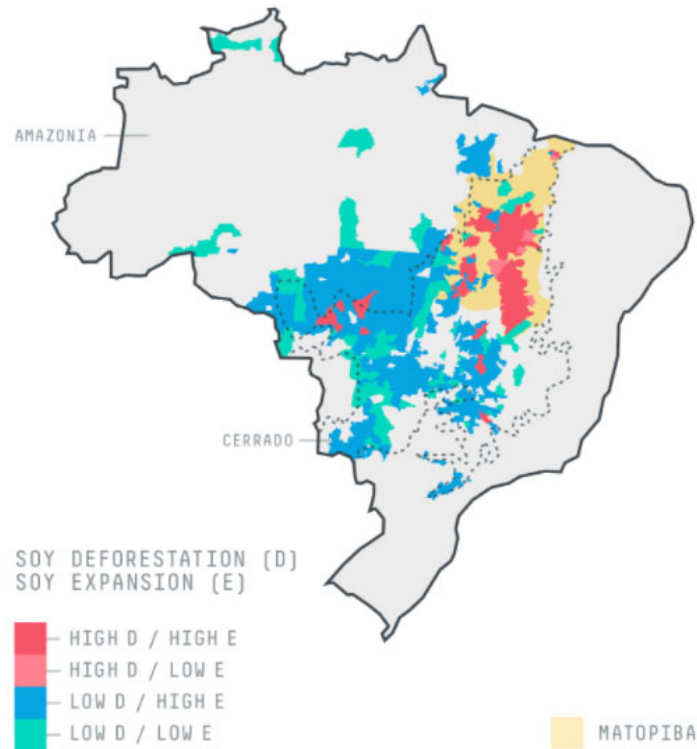 AMAZONIA
CERRADO
SOY DEFORESTATION (D)
SOY EXPANSION (E)
HIGH D / HIGH E
HIGH D / LOW E
LOW D / HIGH E
LOW D / LOW E
MATOPIBA